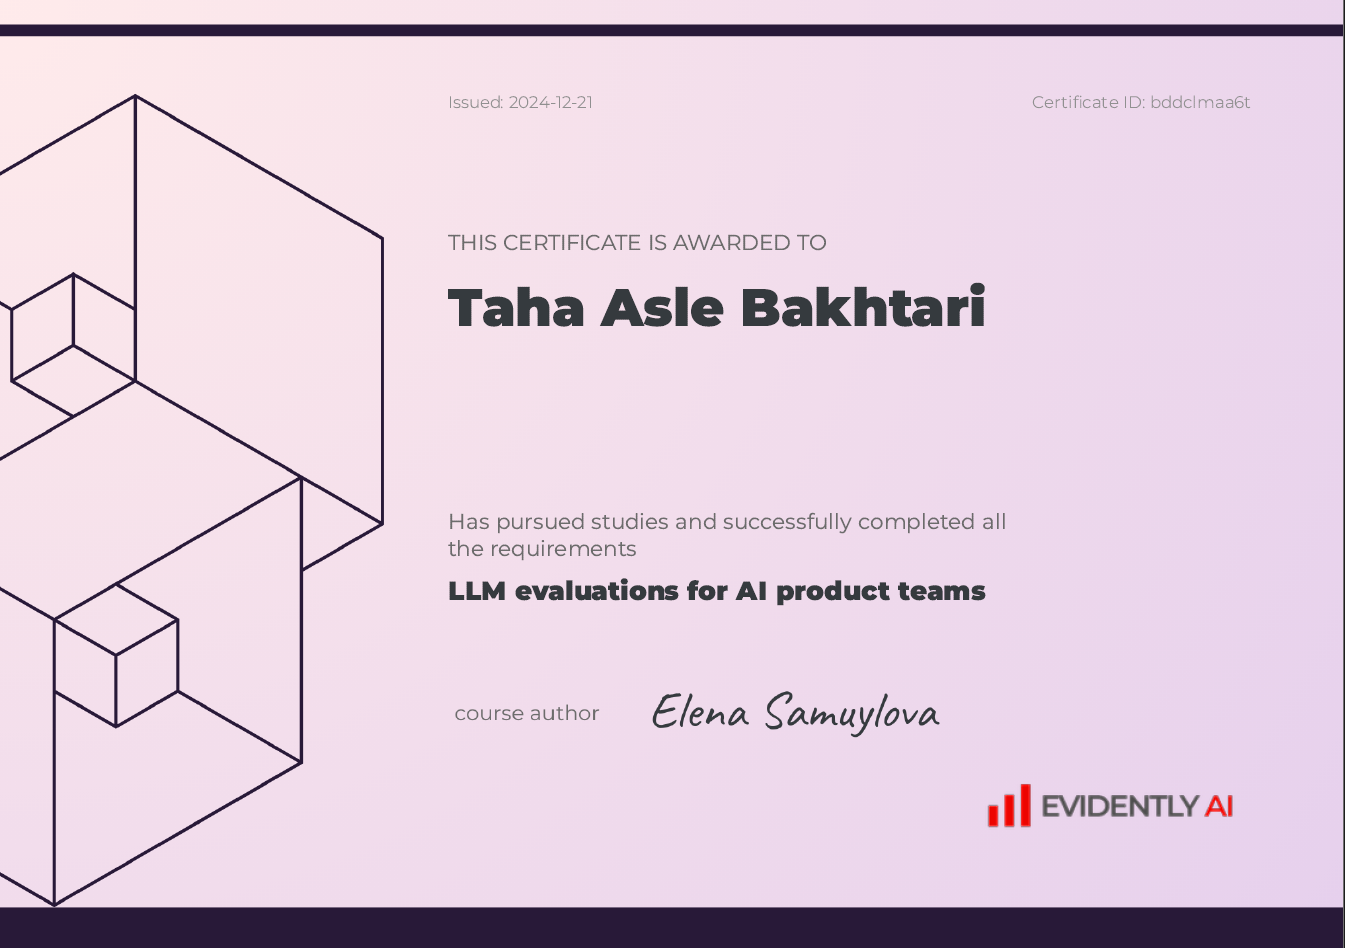 Issued: 2024-12-21
Certificate ID: bddclmaa6t
THIS CERTIFICATE IS AWARDED TO
Taha Asle Bakhtari
Has pursued studies and successfully completed all
the requirements
LLM evaluations for AI product teams
course author
Elena Samuylova
EVIDENTLY AI